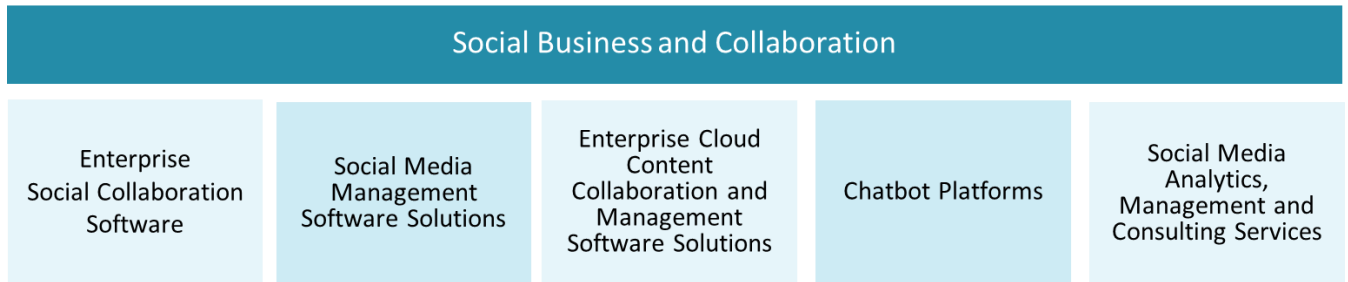 Social Business and Collaboration
Enterprise
Social Collaboration
Software
Social Media
Management
Software Solutions
Enterprise Cloud
Content
Collaboration and
Management
Software Solutions
Chatbot Platforms
Social Media
Analytics,
Management and
Consulting Services